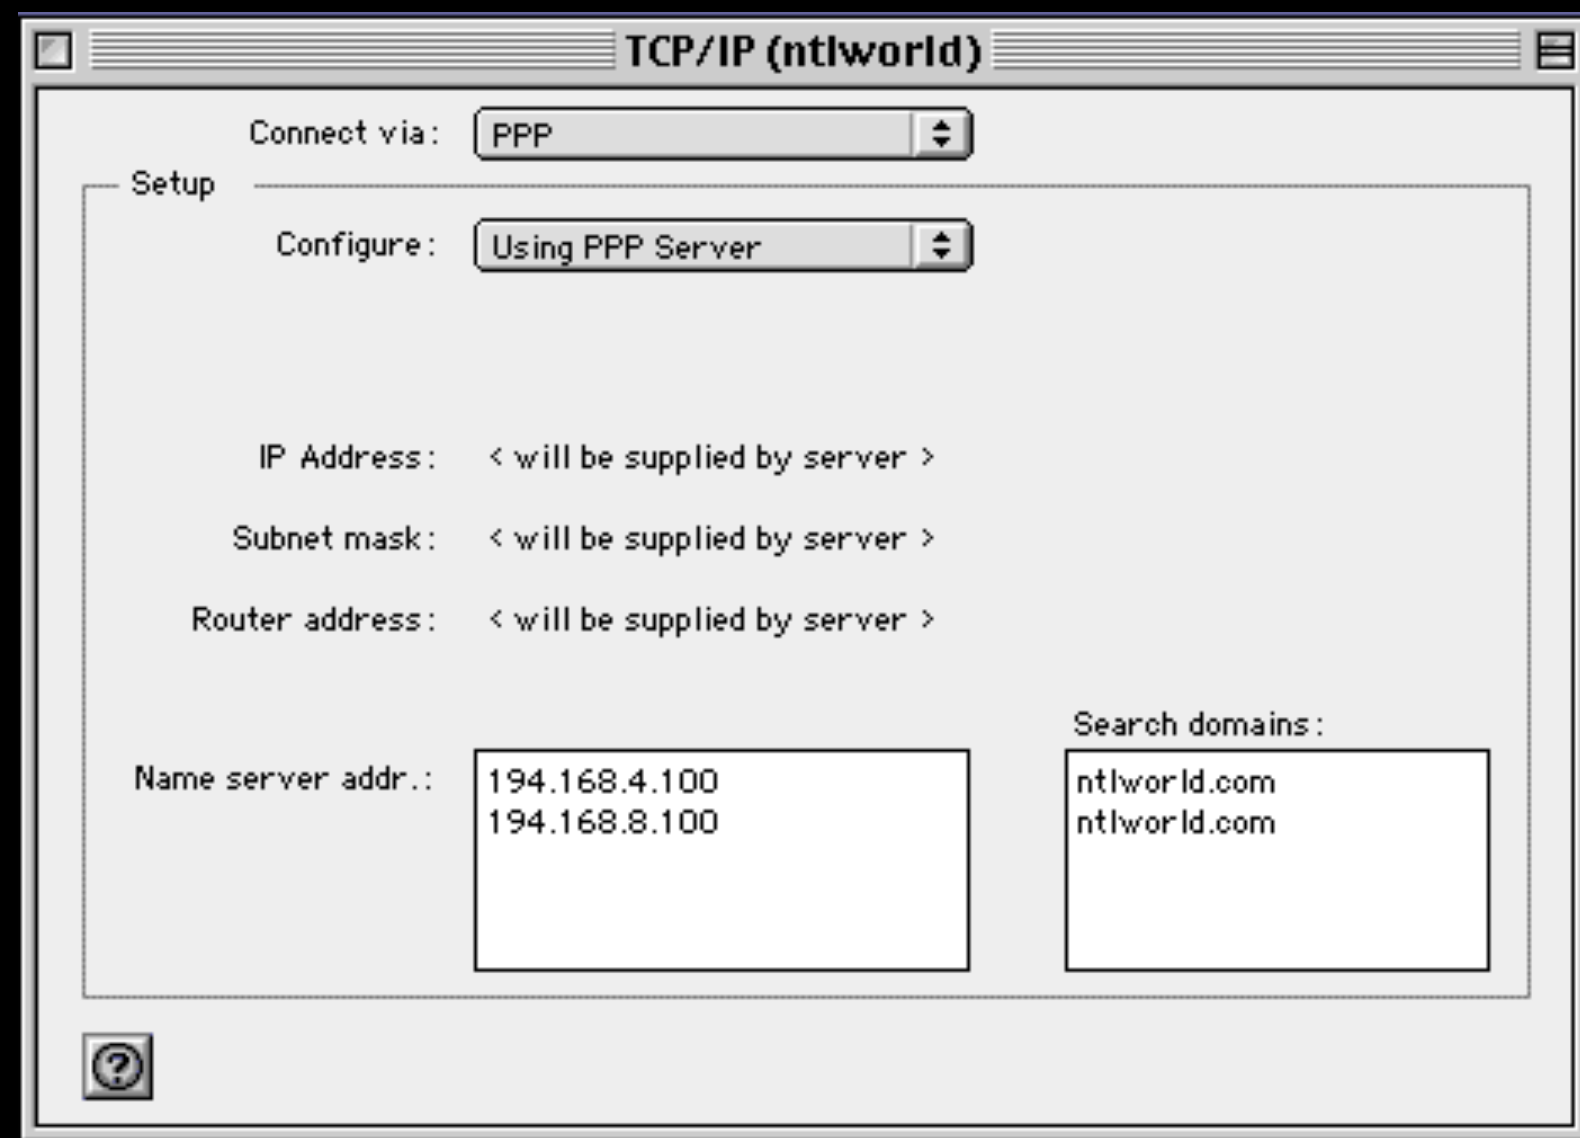 TCP/IP (ntlworld)
Connect via: PPP
Setup
Configure: Using PPP Server
IP Address: < will be supplied by server >
Subnet mask: < will be supplied by server >
Router address: < will be supplied by server >
Search domains:
Name server addr.: 194.168.4.100 ntlworld.com
194.168.8.100 ntlworld.com
?